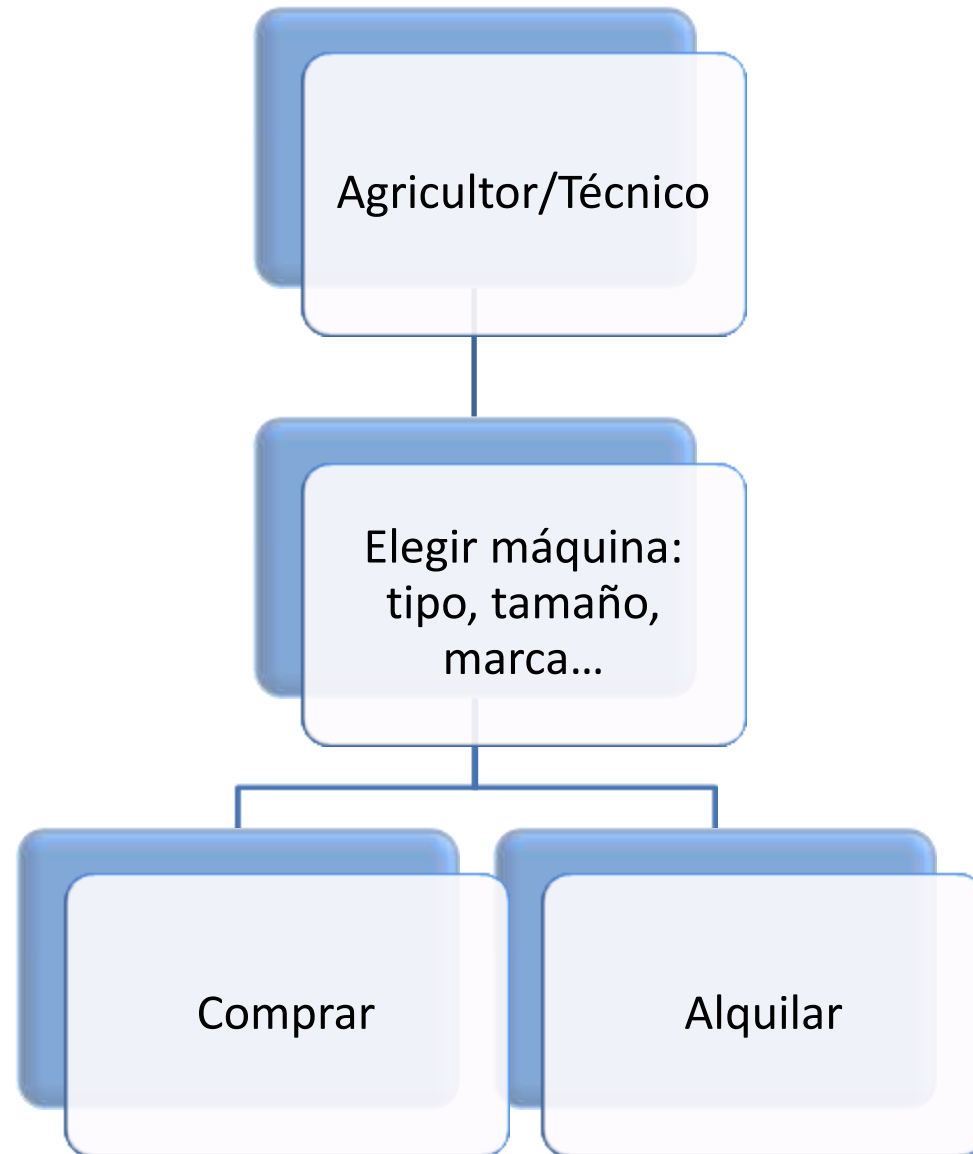 Agricultor/Técnico
Elegir máquina:
tipo, tamaño,
marca...
Comprar
Alquilar